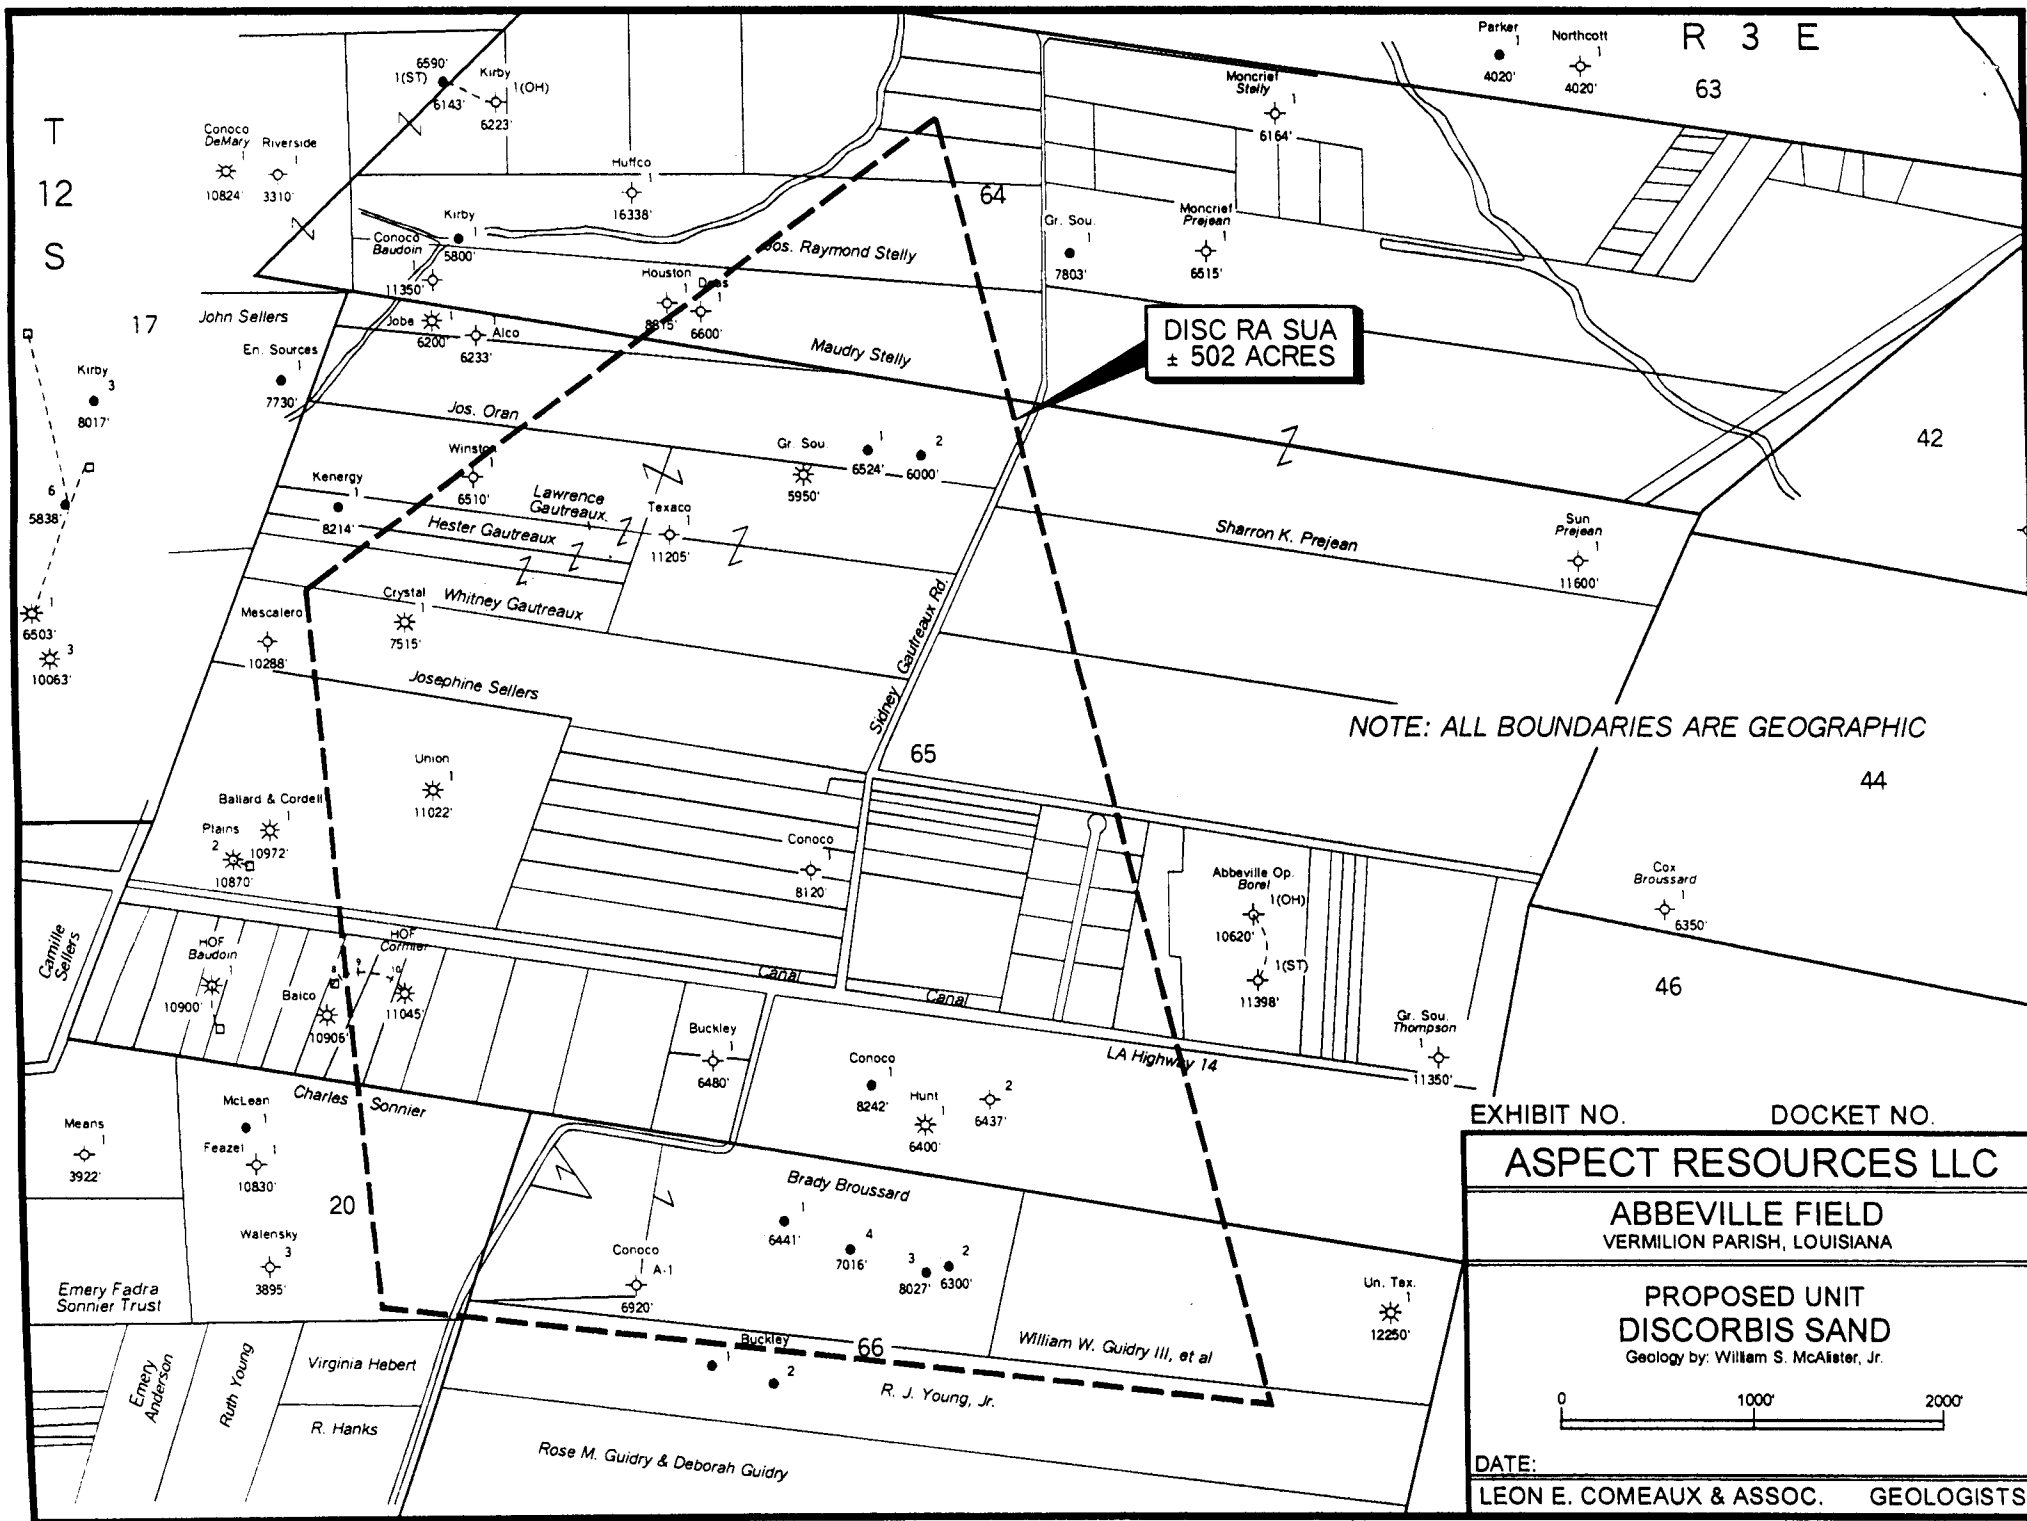 R 3 E
63
Parker
1
4020'
Northcott
1
4020'
6590'
1(ST)
6143'
Kirby
1(OH)
6223'
Moncrief
Stelly
1
6164'
T
12
S
Conoco
DeMary
1
10824'
Riverside
1
3310'
Huffco
1
16338'
64
Kirby
1
5800'
Conoco
Baudoin
1
11350'
Jos. Raymond Stelly
Gr. Sou.
1
7803'
Moncrief
Prejean
1
6515'
Houston
1
8815'
Doss
1
6600'
17
John Sellers
Jobe
1
6200'
1
Alco
6233'
Maudry Stelly
DISC RA SUA
± 502 ACRES
En. Sources
1
7730'
Kirby
3
8017'
Jos. Oran
42
Winston
1
6510'
Gr. Sou.
5950'
1
6524'
2
6000'
Kenergy
1
8214'
6
5838'
Lawrence
Gautreaux
Hester Gautreaux
Texaco
1
11205'
Sharron K. Prejean
Sun
Prejean
1
11600'
Crystal
1
7515'
Whitney Gautreaux
Mescalero
1
10288'
1
6503'
3
10063'
Sidney Gautreaux Rd.
Josephine Sellers
NOTE: ALL BOUNDARIES ARE GEOGRAPHIC
65
44
Union
1
11022'
Ballard & Cordell
1
10972'
Plains
2
10870'
Conoco
1
8120'
Abbeville Op.
Borel
1(OH)
10620'
1(ST)
11398'
Cox
Broussard
1
6350'
Camille
Sellers
HOF
Baudoin
1
10900'
HOF
Cormier
8
9
10
11045'
Balco
10906'
Canal
Canal
46
Gr. Sou.
Thompson
1
11350'
Buckley
1
6480'
LA Highway 14
Conoco
1
8242'
Hunt
1
6400'
2
6437'
Charles Sonnier
McLean
1
Feazel
1
10830'
Means
1
3922'
20
Brady Broussard
1
6441'
4
7016'
3
8027'
2
6300'
Walensky
3
3895'
Conoco
A-1
6920'
Emery Fadra
Sonnier Trust
Un. Tex.
1
12250'
Buckley
1
2
66
William W. Guidry III, et al
Virginia Hebert
Emery
Anderson
Ruth Young
R. J. Young, Jr.
R. Hanks
Rose M. Guidry & Deborah Guidry
EXHIBIT NO. DOCKET NO.
ASPECT RESOURCES LLC
ABBEVILLE FIELD
VERMILION PARISH, LOUISIANA
PROPOSED UNIT
DISCORBIS SAND
Geology by: William S. McAlister, Jr.
0 1000' 2000'
DATE:
LEON E. COMEAUX & ASSOC. GEOLOGISTS